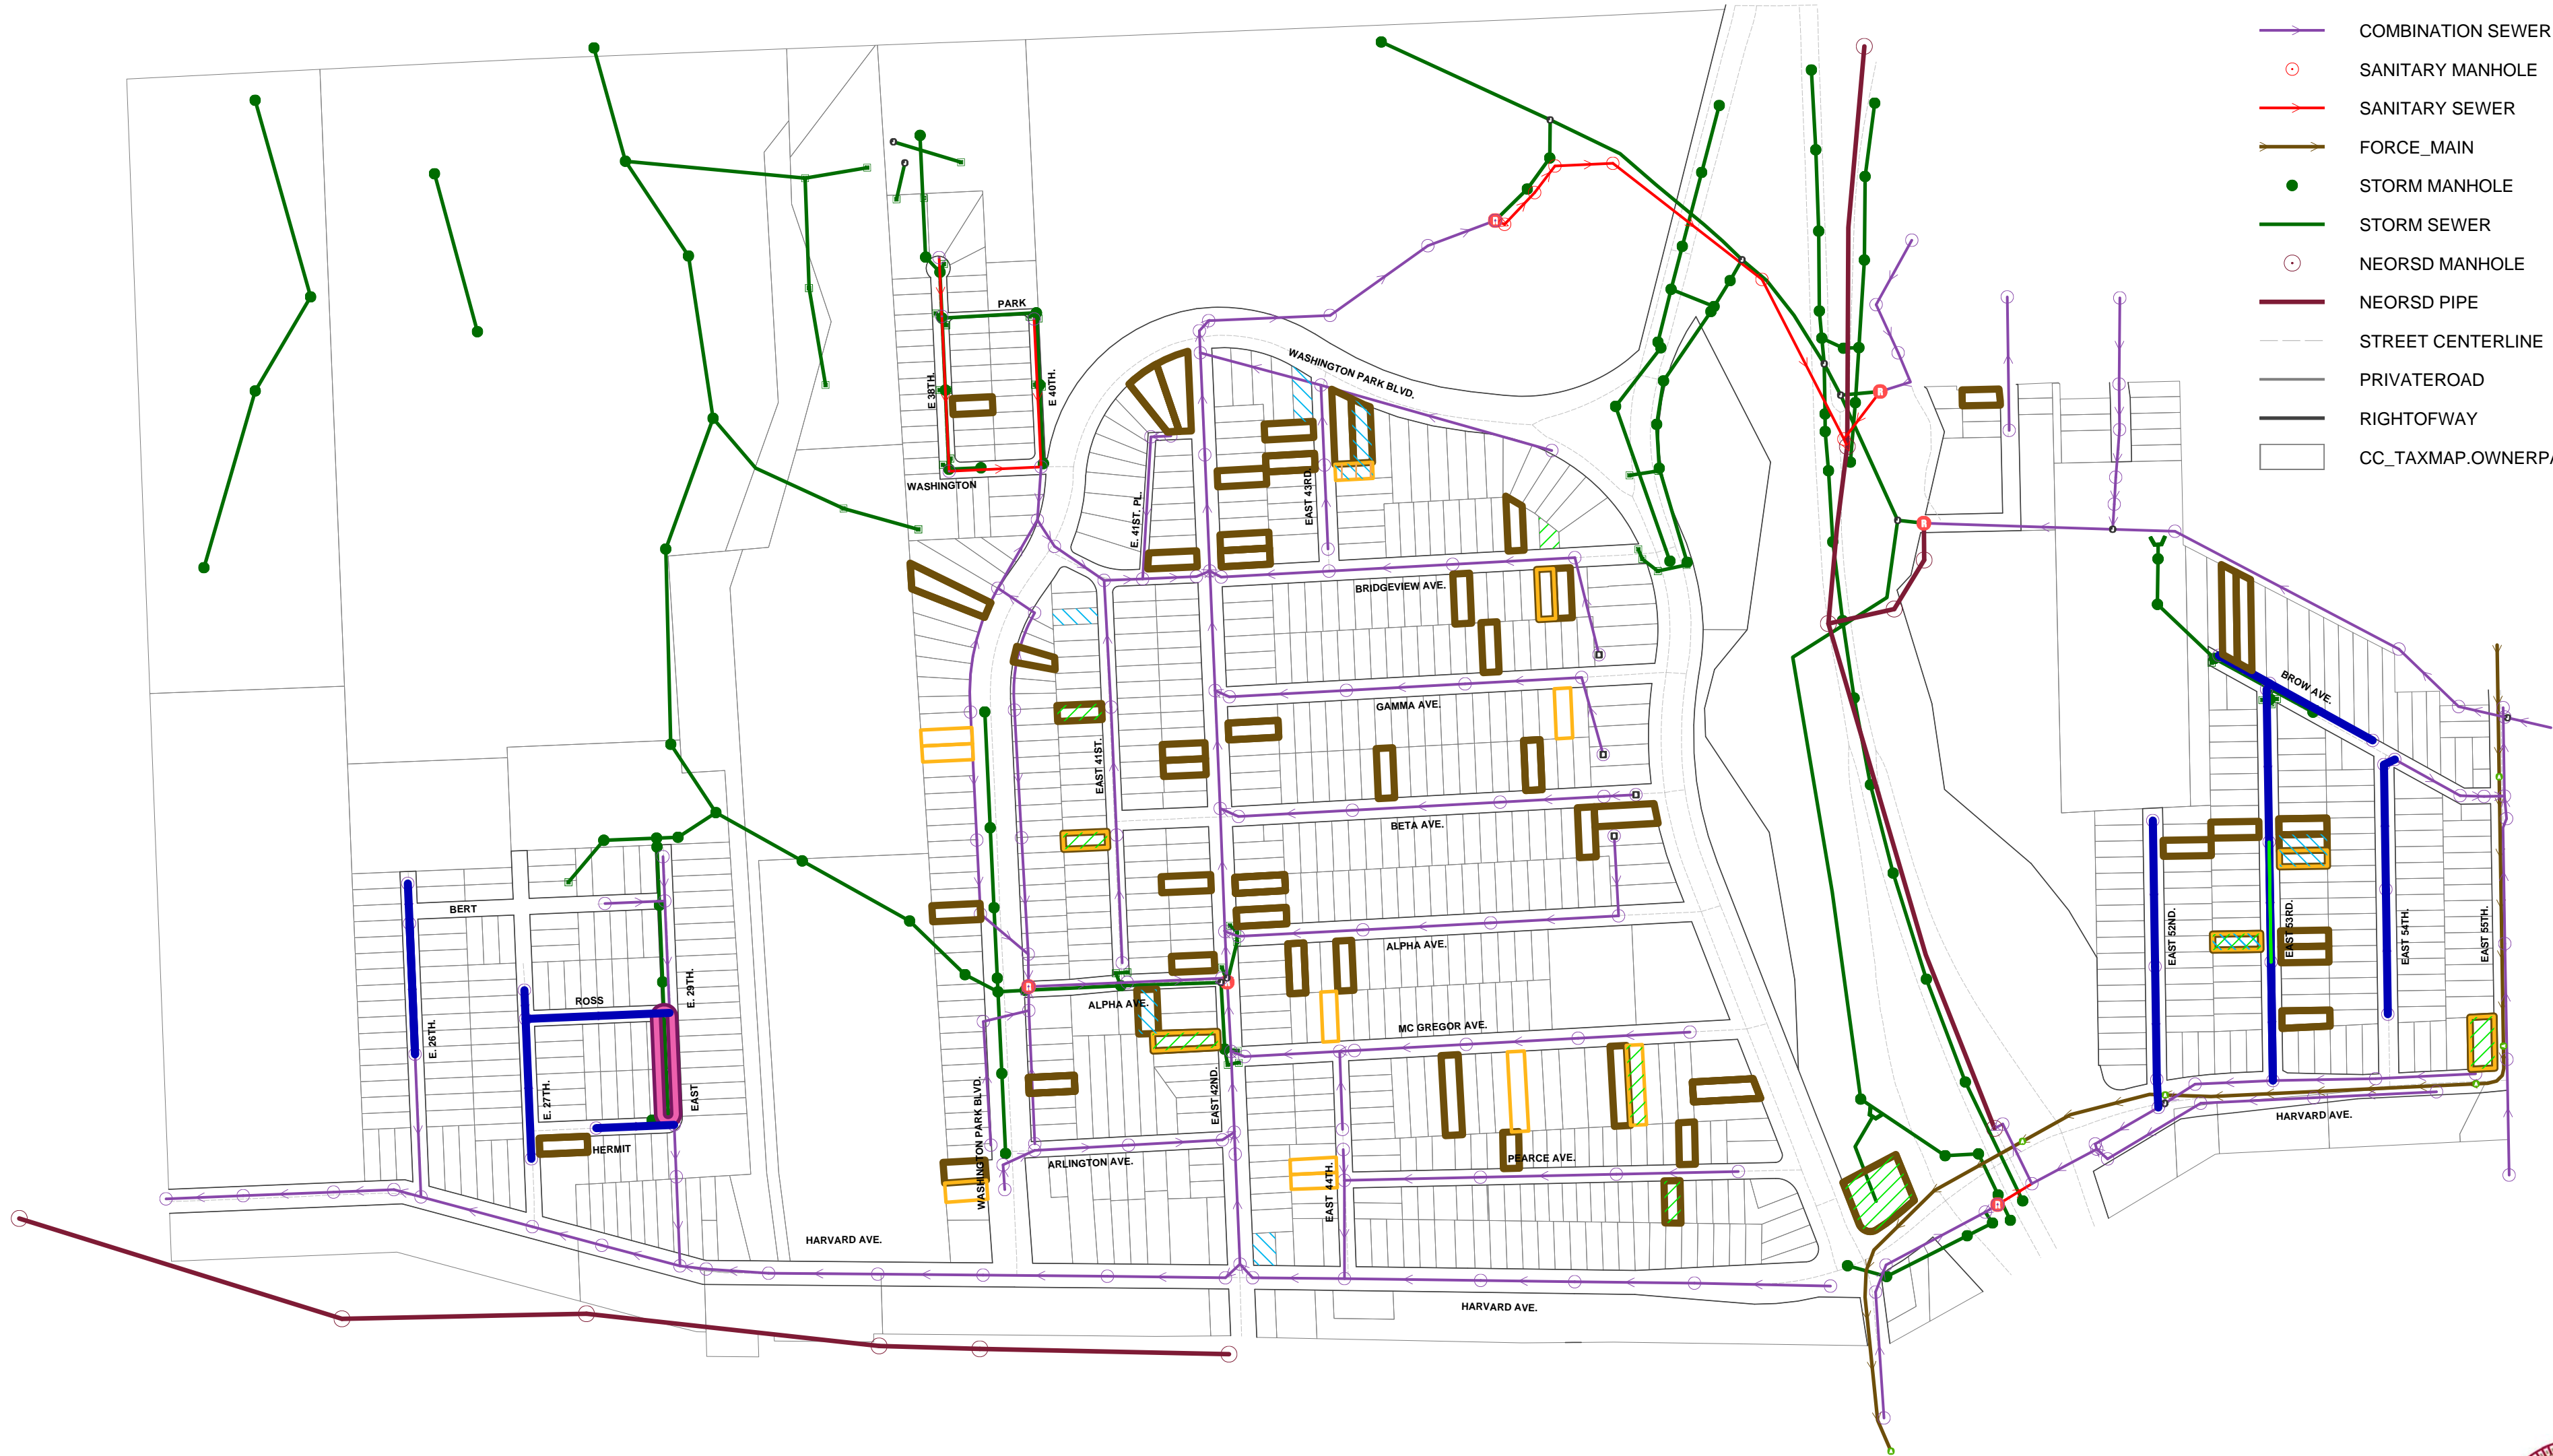 COMBINATION SEWER
SANITARY MANHOLE
SANITARY SEWER
FORCE_MAIN
STORM MANHOLE
STORM SEWER
NEORSD MANHOLE
NEORSD PIPE
STREET CENTERLINE
PRIVATEROAD
RIGHTOFWAY
CC_TAXMAP.OWNERPA
PARK
E 38TH.
E 40TH.
WASHINGTON
WASHINGTON PARK BLVD.
E. 41ST. PL.
EAST 43RD.
BRIDGEVIEW AVE.
GAMMA AVE.
EAST 41ST.
BETA AVE.
BROW AVE.
BERT
ROSS
E. 29TH.
E. 26TH.
E. 27TH.
EAST
HERMIT
ALPHA AVE.
ALPHA AVE.
MC GREGOR AVE.
EAST 42ND.
WASHINGTON PARK BLVD.
ARLINGTON AVE.
PEARCE AVE.
EAST 44TH.
EAST 52ND.
EAST 53RD.
EAST 54TH.
EAST 55TH.
HARVARD AVE.
HARVARD AVE.
HARVARD AVE.